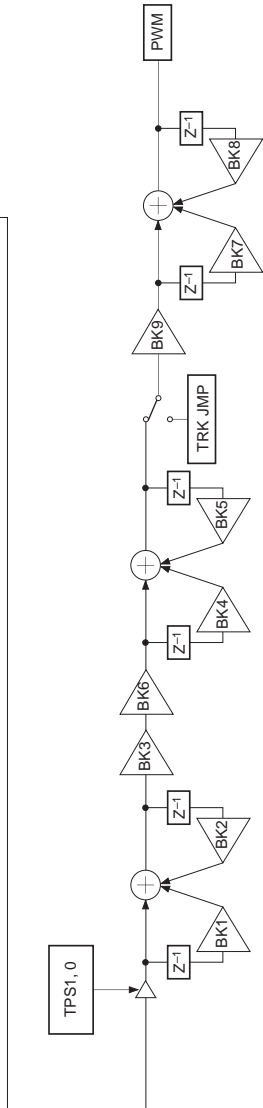 TPS1, 0
Z–1
BK1
Z–1
BK2
BK3
BK6
Z–1
BK4
Z–1
BK5
TRK JMP
BK9
Z–1
BK7
Z–1
BK8
PWM